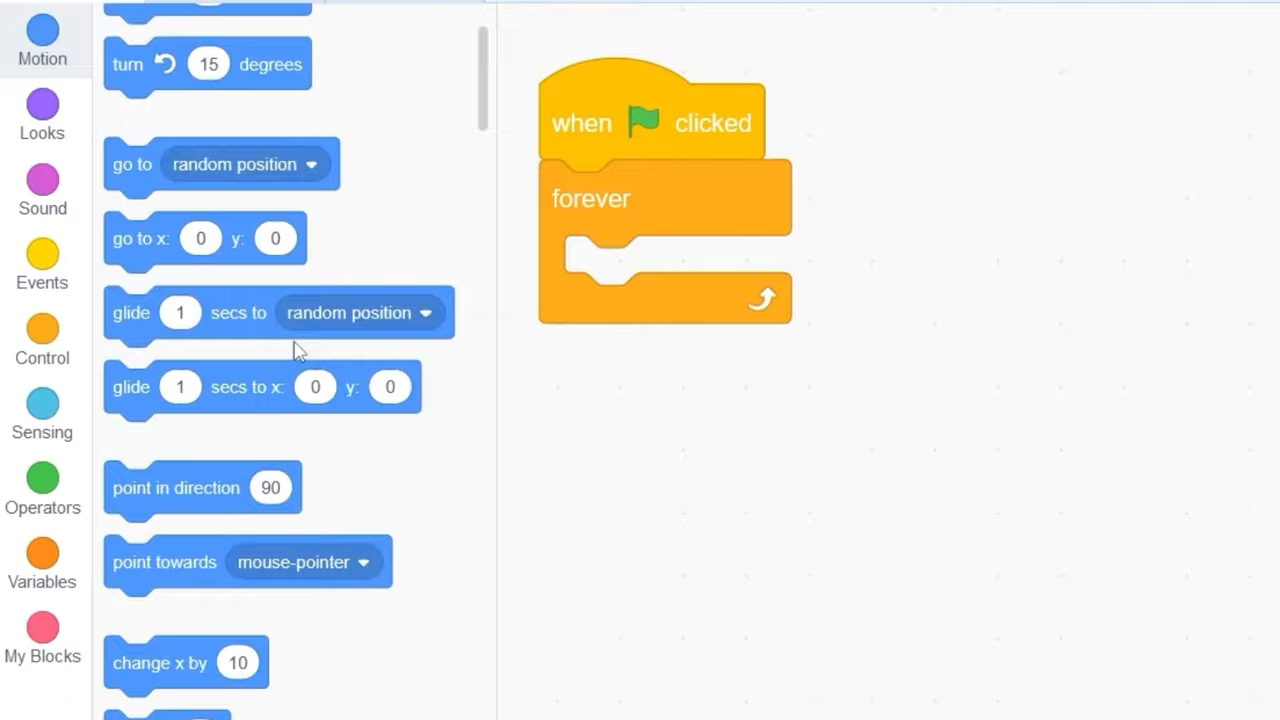 Motion
Looks
Sound
Events
Control
Sensing
Operators
Variables
My Blocks
turn 15 degrees
go to random position
go to x: 0 y: 0
glide 1 secs to random position
glide 1 secs to x: 0 y: 0
point in direction 90
point towards mouse-pointer
change x by 10
when clicked
forever